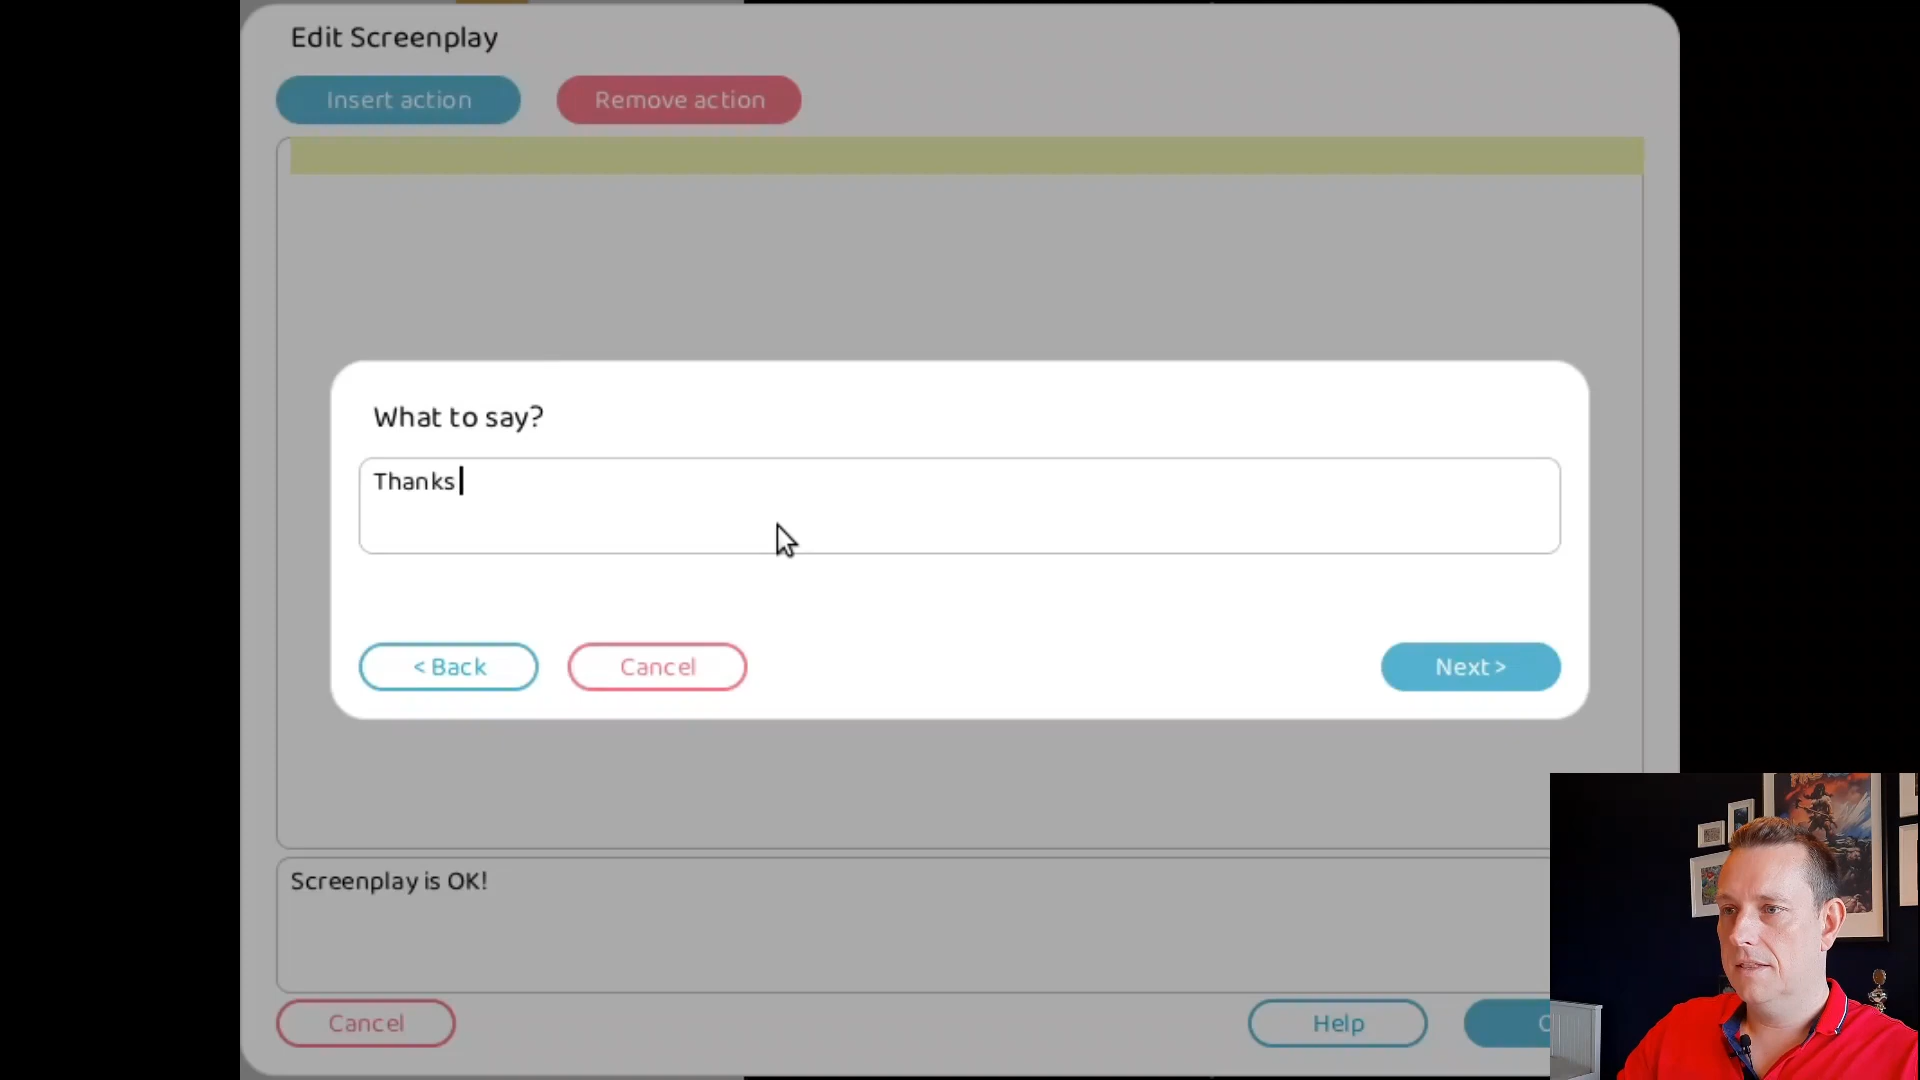 Edit Screenplay
Insert action
Remove action
What to say?
Thanks
< Back
Cancel
Next >
Screenplay is OK!
Cancel
Help